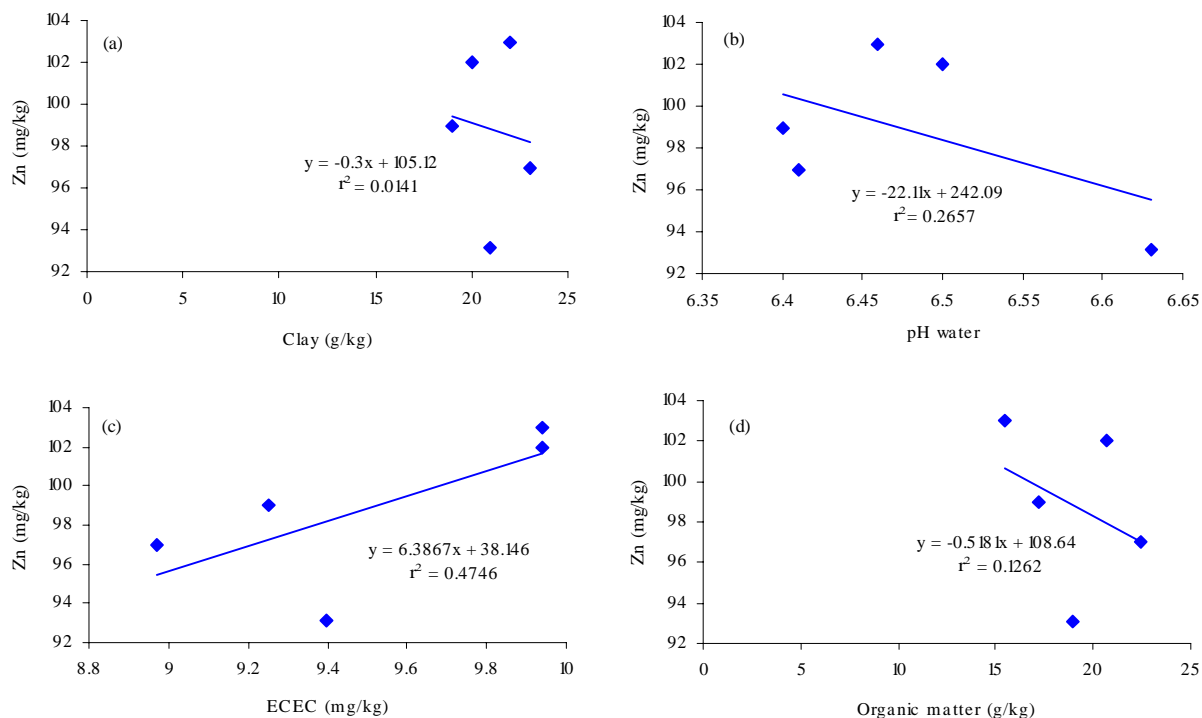 (a)
104
102
100
98
96
94
92
Zn (mg/kg)
y = -0.3x + 105.12
r² = 0.0141
0 5 10 15 20 25
Clay (g/kg)
(b)
104
102
100
98
96
94
92
Zn (mg/kg)
y = -22.11x + 242.09
r² = 0.2657
6.35 6.4 6.45 6.5 6.55 6.6 6.65
pH water
(c)
104
102
100
98
96
94
92
Zn (mg/kg)
y = 6.3867x + 38.146
r² = 0.4746
8.8 9 9.2 9.4 9.6 9.8 10
ECEC (mg/kg)
(d)
104
102
100
98
96
94
92
Zn (mg/kg)
y = -0.5181x + 108.64
r² = 0.1262
0 5 10 15 20 25
Organic matter (g/kg)